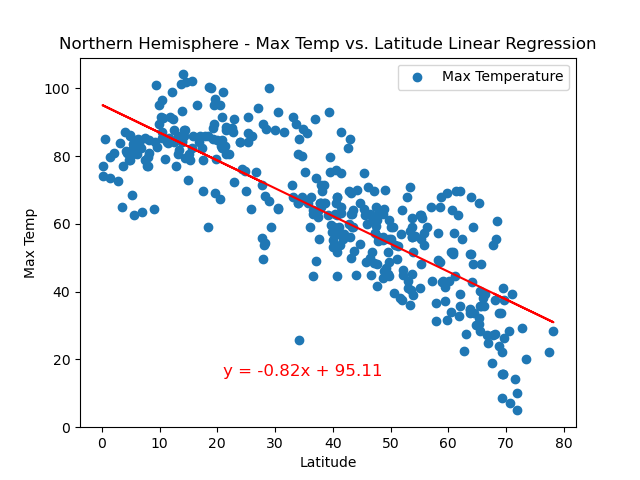 Northern Hemisphere - Max Temp vs. Latitude Linear Regression
Max Temperature
100
80
60
40
20
0
Max Temp
y = -0.82x + 95.11
0 10 20 30 40 50 60 70 80
Latitude